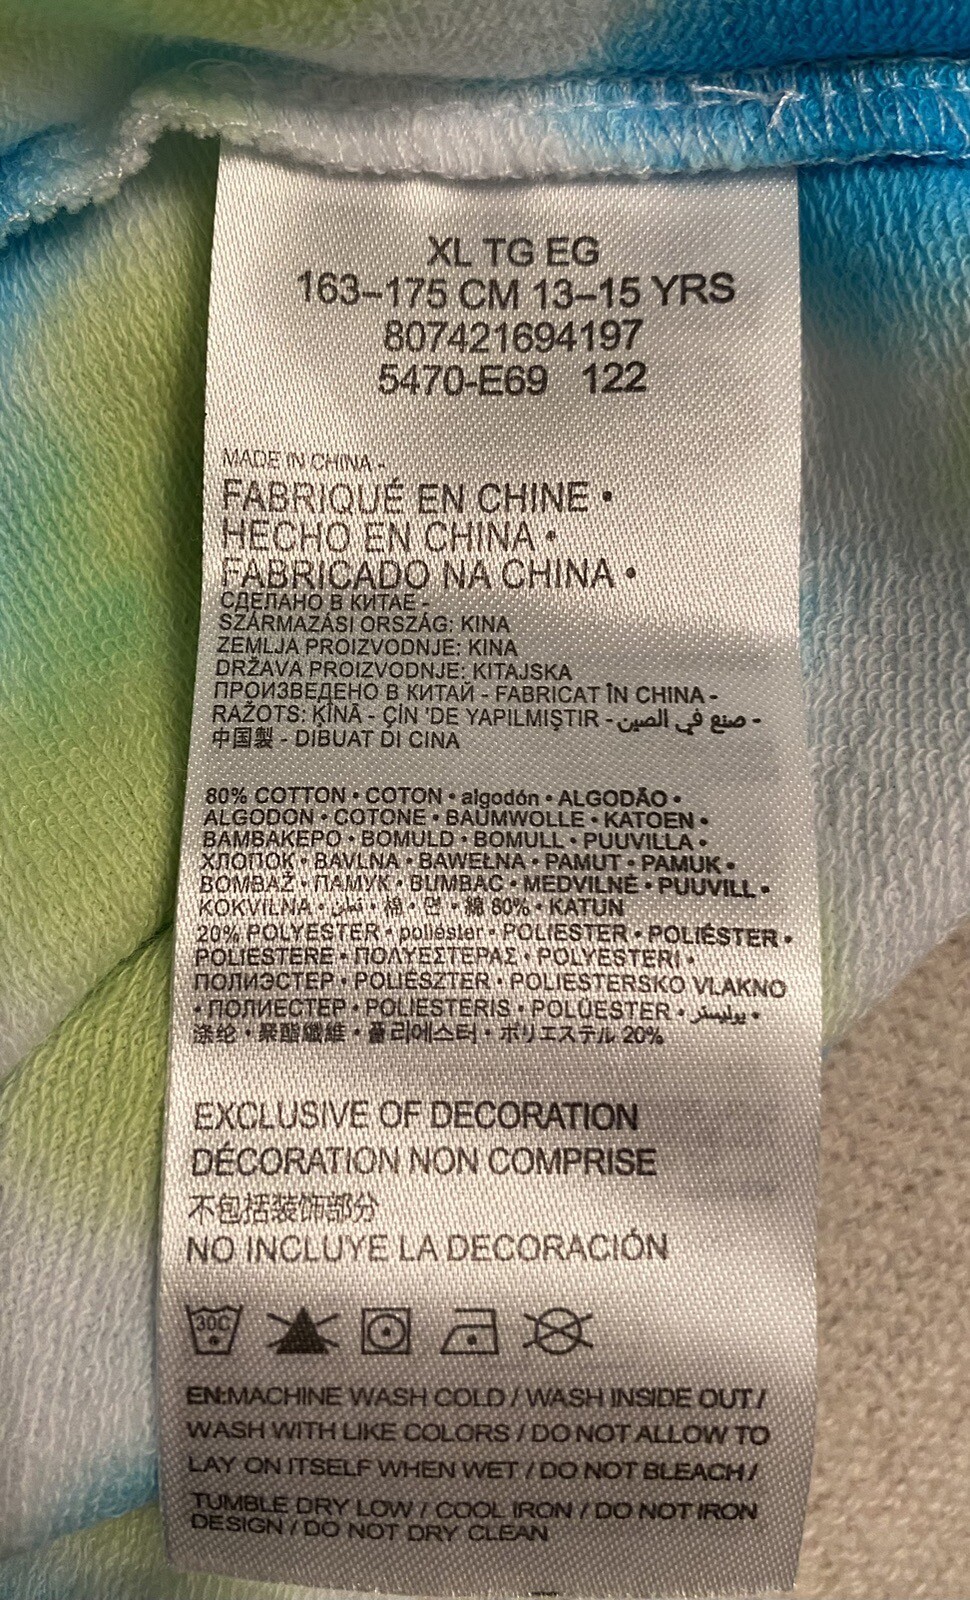 XL TG EG
163–175 CM 13–15 YRS
807421694197
5470-E69 122
MADE IN CHINA -
FABRIQUÉ EN CHINE •
HECHO EN CHINA •
FABRICADO NA CHINA •
СДЕЛАНО В КИТАЕ -
SZÁRMAZÁSI ORSZÁG: KINA
ZEMLJA PROIZVODNJE: KINA
DRŽAVA PROIZVODNJE: KITAJSKA
ПРОИЗВЕДЕНО В КИТАЙ - FABRICAT ÎN CHINA -
RAŽOTS: ĶĪNĀ - ÇİN 'DE YAPILMIŞTIR - صنع في الصين -
中国製 - DIBUAT DI CINA
80% COTTON • COTON • algodón • ALGODÃO •
ALGODON • COTONE • BAUMWOLLE • KATOEN •
ΒΑΜΒΑΚΕΡΟ • BOMULD • BOMULL • PUUVILLA •
ХЛОПОК • BAVLNA • BAWEŁNA • PAMUT • PAMUK •
BOMBAŽ • ПАМУК • BUMBAC • MEDVILNĖ • PUUVILL •
KOKVILNA • قطن • 棉 • 면 • 綿 80% • KATUN
20% POLYESTER • poliéster • POLIESTER • POLIÉSTER •
POLIESTERE • ΠΟΛΥΕΣΤΕΡΑΣ • POLYESTERI •
ПОЛИЭСТЕР • POLIÉSZTER • POLIESTERSKO VLAKNO
• ПОЛИЕСТЕР • POLIESTERIS • POLÜESTER • بوليستر •
涤纶 • 聚酯纖維 • 폴리에스터 • ポリエステル 20%
EXCLUSIVE OF DECORATION
DÉCORATION NON COMPRISE
不包括装饰部分
NO INCLUYE LA DECORACIÓN
30C
EN:MACHINE WASH COLD / WASH INSIDE OUT /
WASH WITH LIKE COLORS / DO NOT ALLOW TO
LAY ON ITSELF WHEN WET / DO NOT BLEACH /
TUMBLE DRY LOW / COOL IRON / DO NOT IRON
DESIGN / DO NOT DRY CLEAN